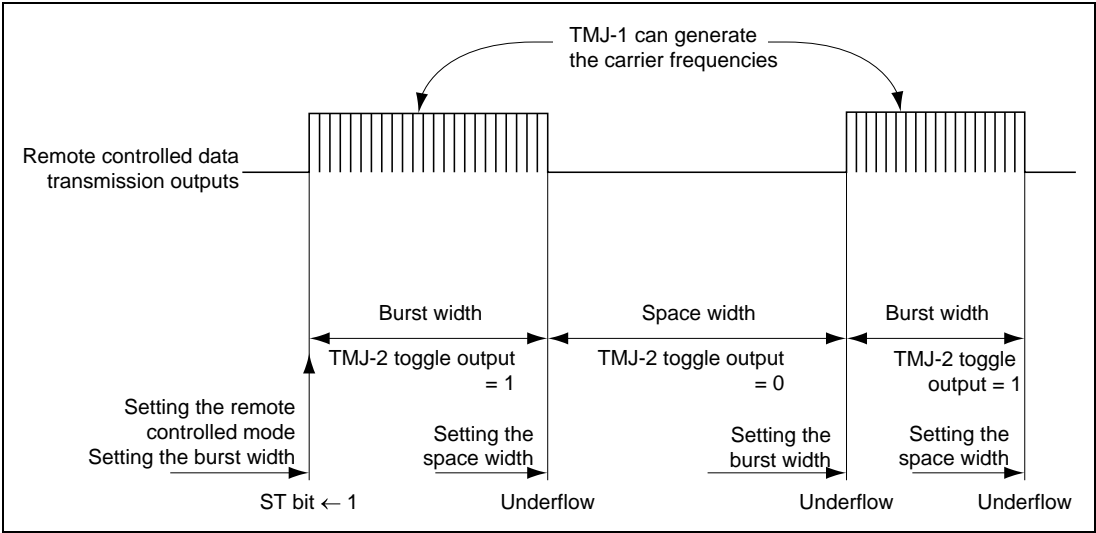 TMJ-1 can generate
the carrier frequencies
Remote controlled data
transmission outputs
Burst width
Space width
Burst width
TMJ-2 toggle output
= 1
TMJ-2 toggle output
= 0
TMJ-2 toggle
output = 1
Setting the remote
controlled mode
Setting the burst width
Setting the
space width
Setting the
burst width
Setting the
space width
ST bit ← 1
Underflow
Underflow
Underflow